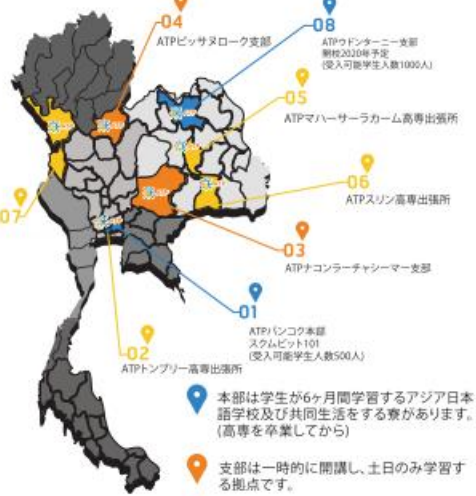 04
ATPピッサヌローク支部
08
ATPウドンターニー支部
開校2020年予定
(受入可能学生人数1000人)
05
ATPマハーサーラカーム高専出張所
06
ATPスリン高専出張所
07
03
ATPナコンラーチャシーマー支部
01
ATPバンコク本部
スクムビット101
(受入可能学生人数500人)
02
ATPトンブリー高専出張所
本部は学生が6ヶ月間学習するアジア日本
語学校及び共同生活をする寮があります。
(高専を卒業してから)
支部は一時的に開講し、土日のみ学習す
る拠点です。